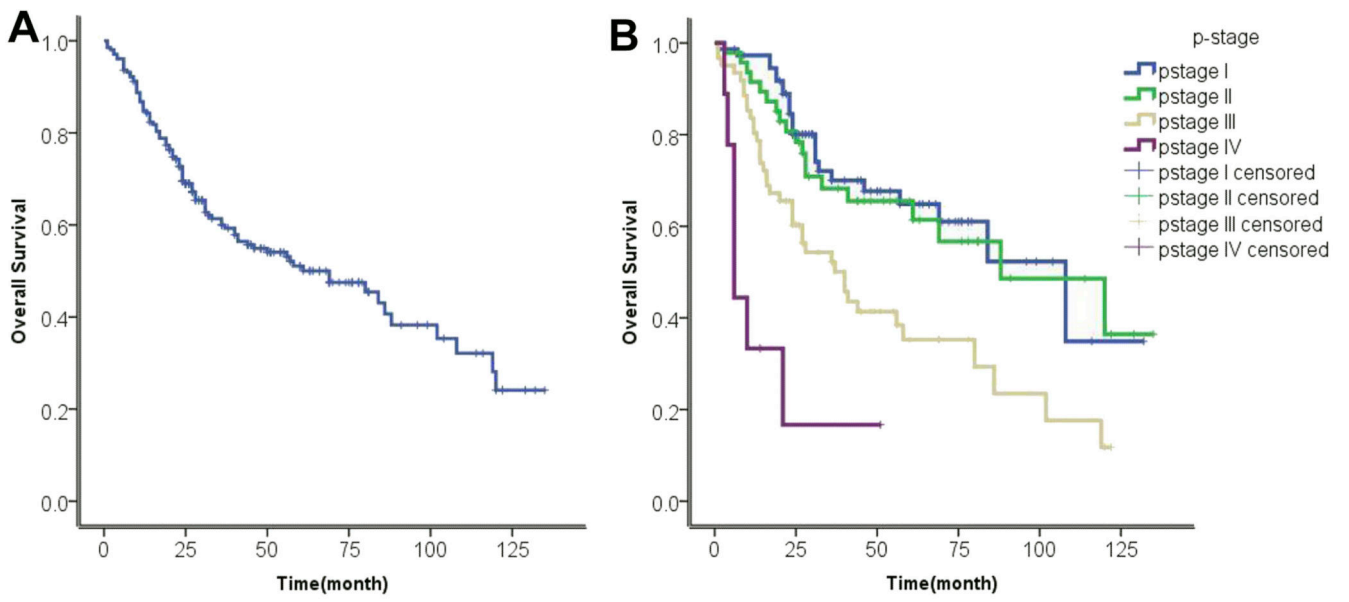 A
1.0
0.8
0.6
0.4
0.2
0.0
Overall Survival
0 25 50 75 100 125
Time(month)
B
1.0
0.8
0.6
0.4
0.2
0.0
Overall Survival
0 25 50 75 100 125
Time(month)
p-stage
pstage I
pstage II
pstage III
pstage IV
pstage I censored
pstage II censored
pstage III censored
pstage IV censored